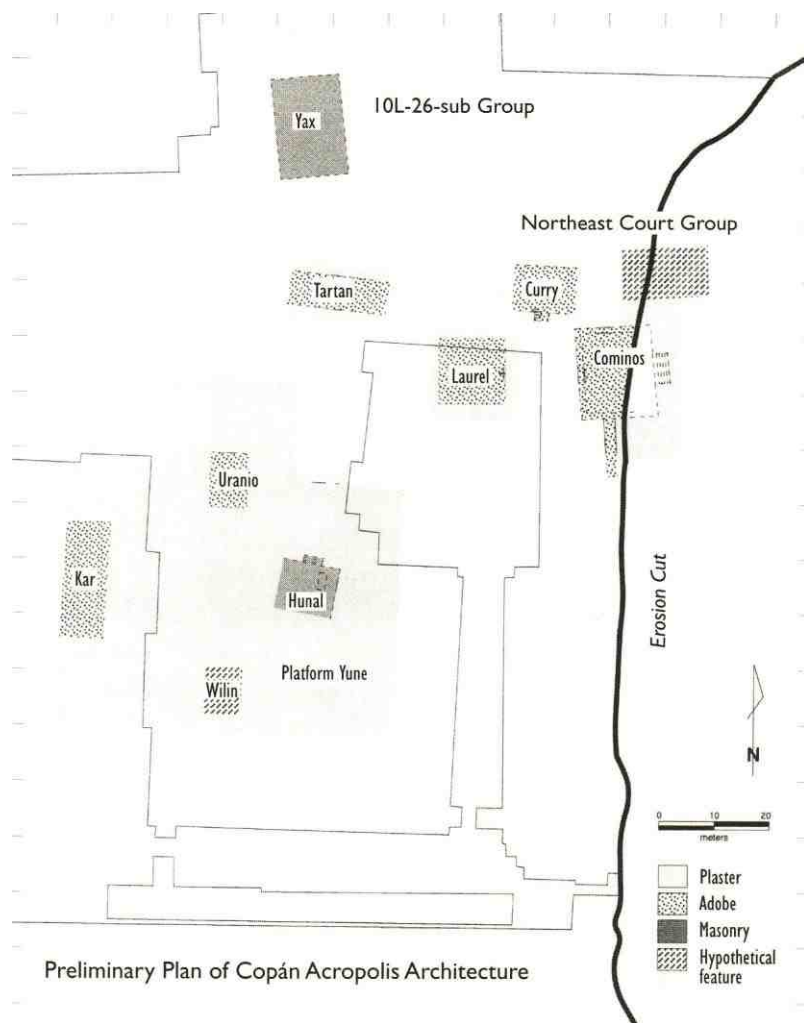 Yax
10L-26-sub Group
Northeast Court Group
Tartan
Curry
Cominos
Laurel
Uranio
Kar
Hunal
Erosion Cut
Wilin
Platform Yune
N
0 10 20
meters
Plaster
Adobe
Masonry
Hypothetical
feature
Preliminary Plan of Copán Acropolis Architecture